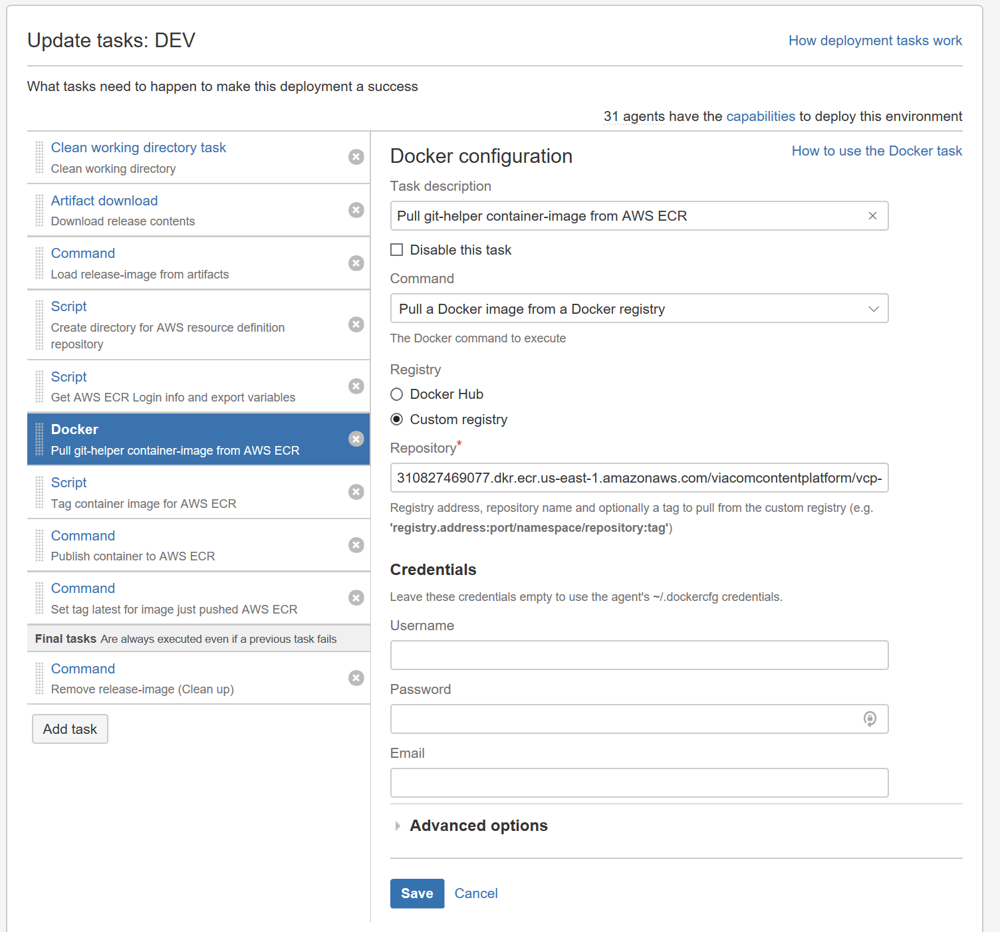 Update tasks: DEV
How deployment tasks work
What tasks need to happen to make this deployment a success
31 agents have the capabilities to deploy this environment
Clean working directory task
Clean working directory
Artifact download
Download release contents
Command
Load release-image from artifacts
Script
Create directory for AWS resource definition
repository
Script
Get AWS ECR Login info and export variables
Docker
Pull git-helper container-image from AWS ECR
Script
Tag container image for AWS ECR
Command
Publish container to AWS ECR
Command
Set tag latest for image just pushed AWS ECR
Final tasks Are always executed even if a previous task fails
Command
Remove release-image (Clean up)
Add task
Docker configuration
How to use the Docker task
Task description
Pull git-helper container-image from AWS ECR
Disable this task
Command
Pull a Docker image from a Docker registry
The Docker command to execute
Registry
Docker Hub
Custom registry
Repository*
310827469077.dkr.ecr.us-east-1.amazonaws.com/viacomcontentplatform/vcp-
Registry address, repository name and optionally a tag to pull from the custom registry (e.g.
'registry.address:port/namespace/repository:tag')
Credentials
Leave these credentials empty to use the agent's ~/.dockercfg credentials.
Username
Password
Email
Advanced options
Save
Cancel